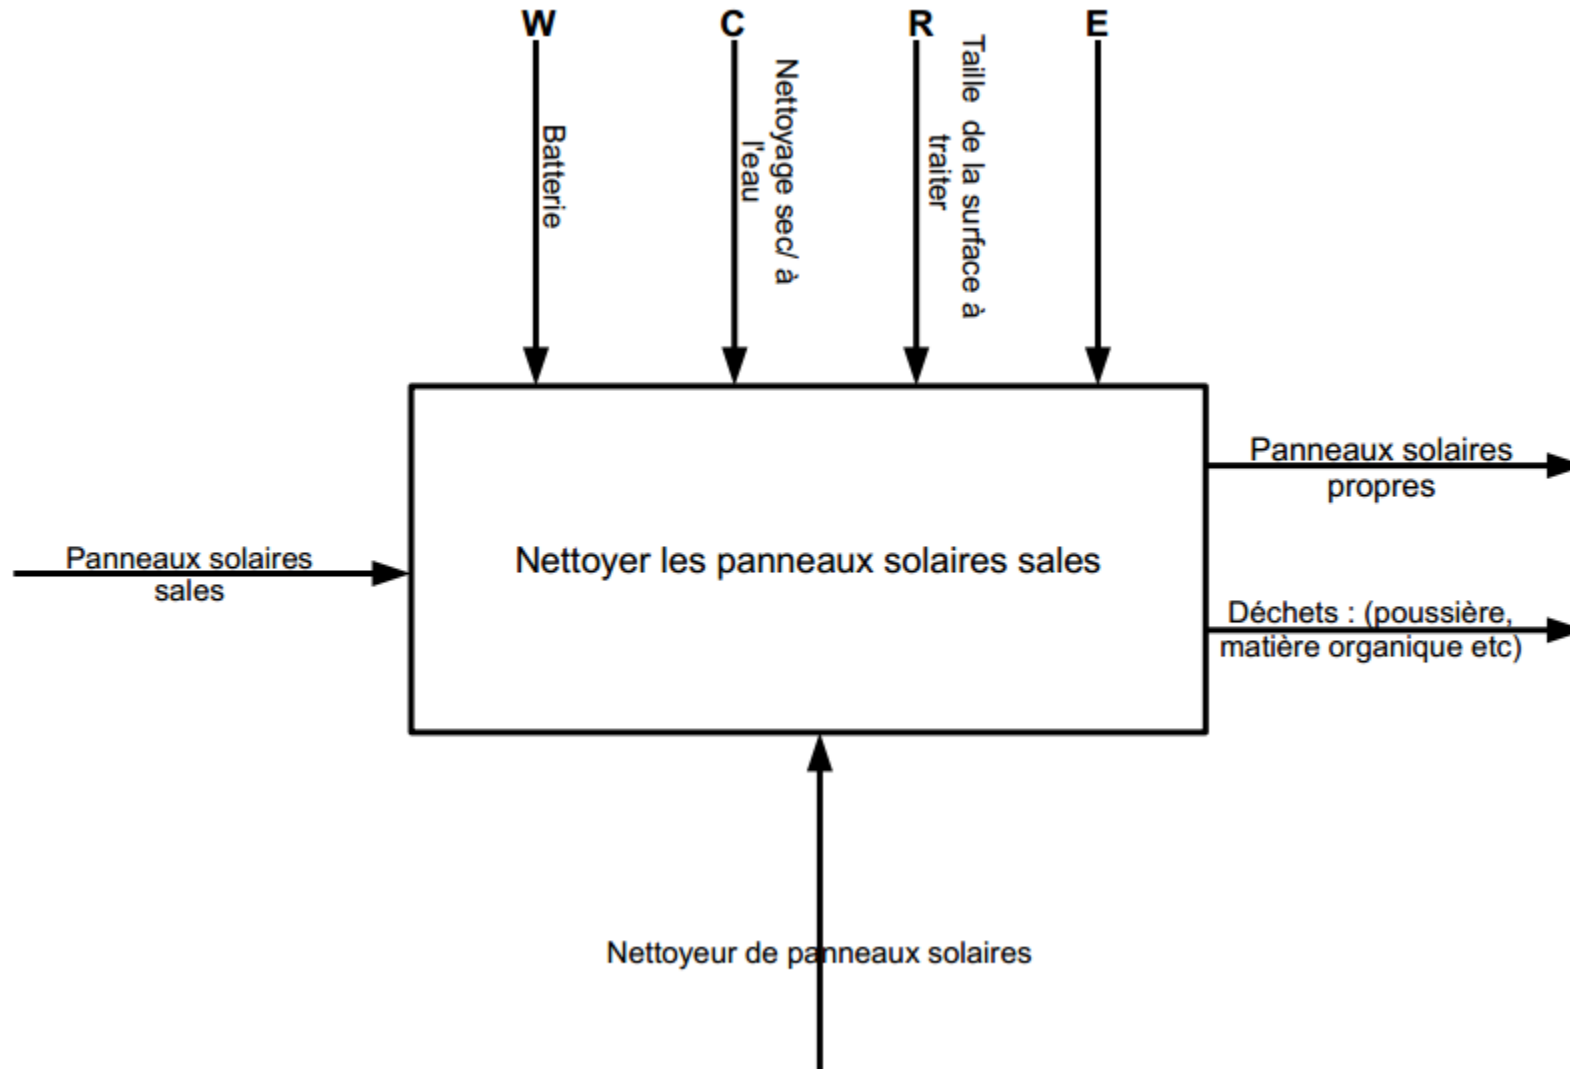 W
C
R
E
Batterie
Nettoyage sec/ à
l'eau
Taille de la surface à
traiter
Panneaux solaires
sales
Nettoyer les panneaux solaires sales
Panneaux solaires
propres
Déchets : (poussière,
matière organique etc)
Nettoyeur de panneaux solaires